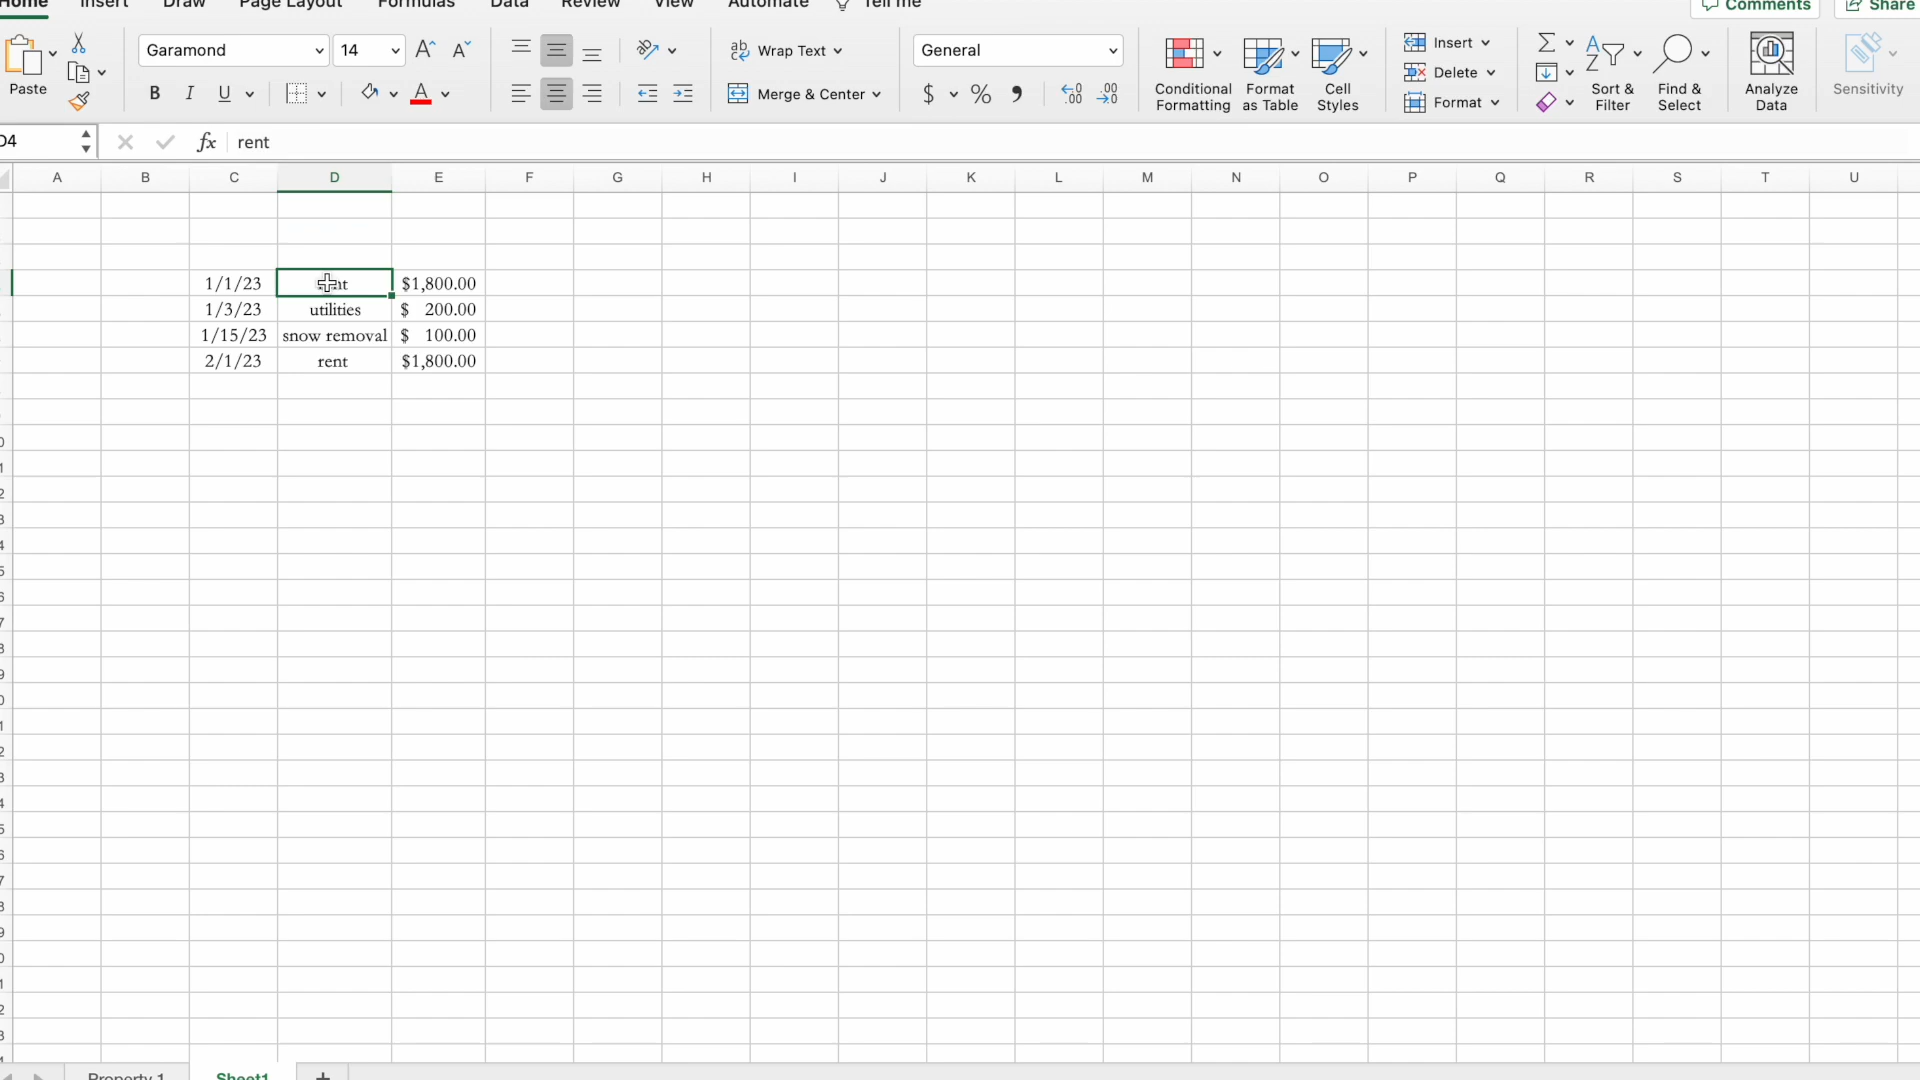 Home Insert Draw Page Layout Formulas Data Review View Automate Tell me Comments Share
Paste Garamond 14 ab Wrap Text General Conditional Formatting Format as Table Cell Styles Insert Sort & Filter Find & Select Analyze Data Sensitivity
B I U A Merge & Center $ % Delete
Format
D4 fx rent
A B C D E F G H I J K L M N O P Q R S T U
1/1/23 $1,800.00
1/3/23 utilities $ 200.00
1/15/23 snow removal $ 100.00
2/1/23 rent $1,800.00
Property 1 Sheet1 +